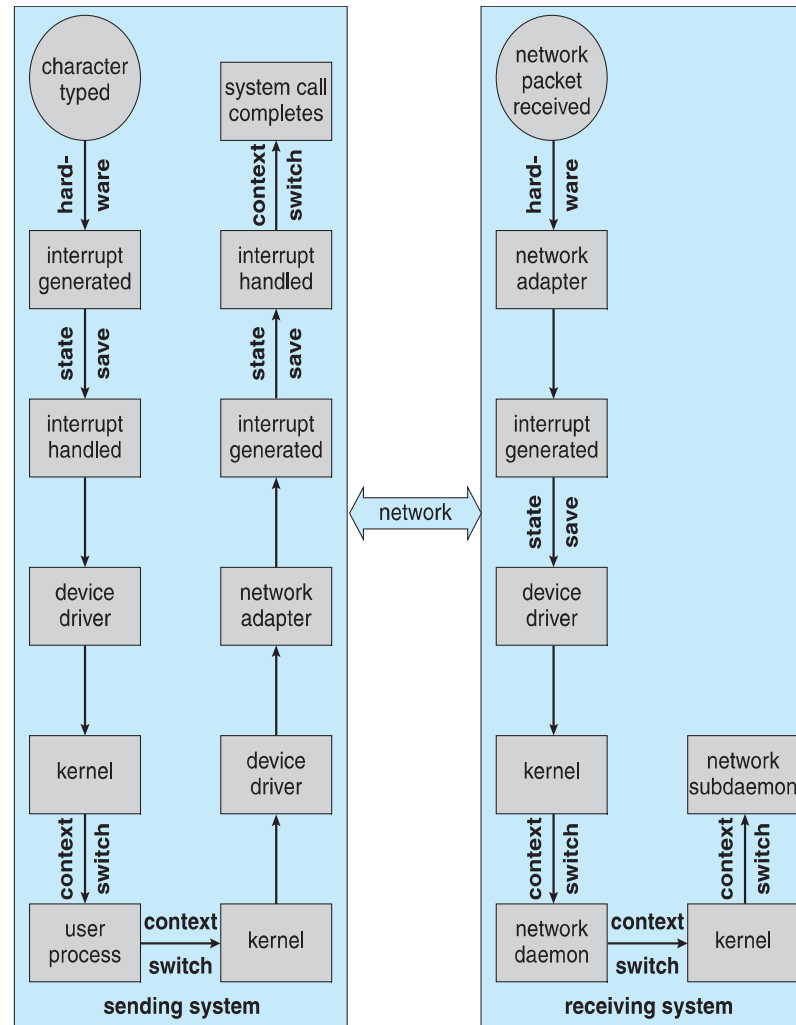 character
typed
hard-
ware
interrupt
generated
state
save
interrupt
handled
device
driver
kernel
context
switch
user
process
context
switch
kernel
device
driver
network
adapter
interrupt
generated
state
save
interrupt
handled
context
switch
system call
completes
sending system
network
network
packet
received
hard-
ware
network
adapter
interrupt
generated
state
save
device
driver
kernel
context
switch
network
daemon
context
switch
kernel
context
switch
network
subdaemon
receiving system